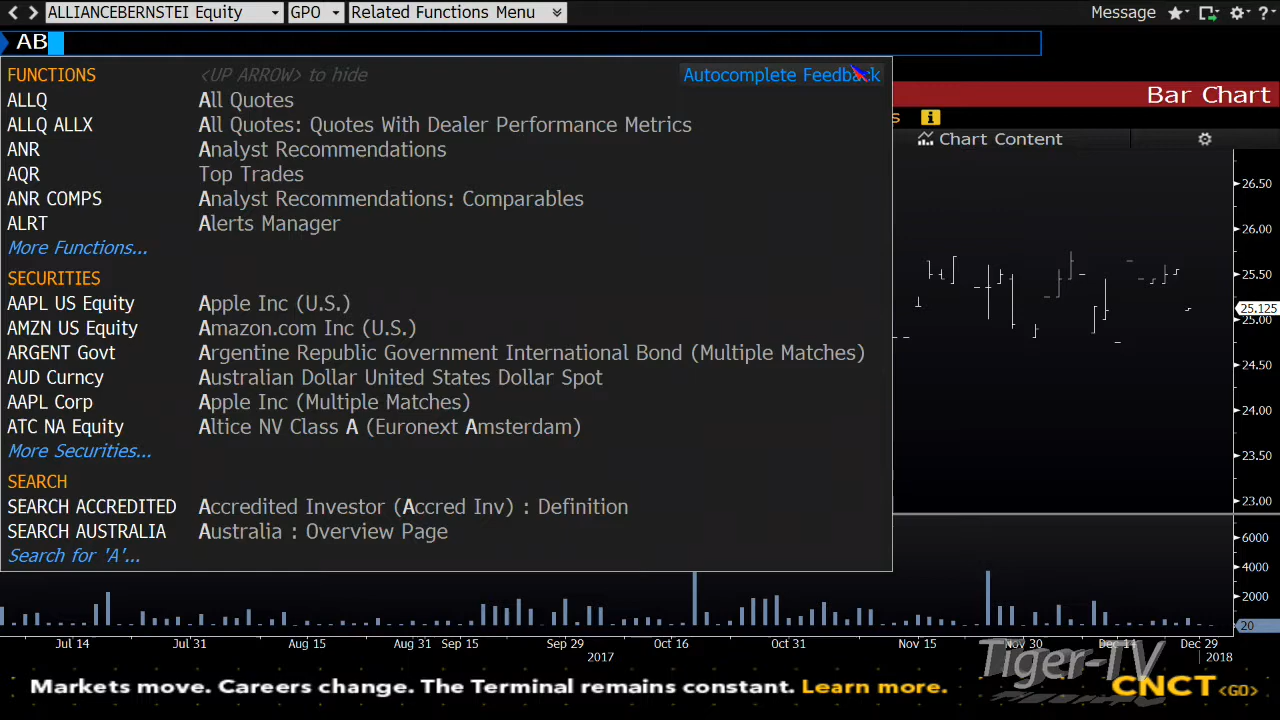 ALLIANCEBERNSTEI Equity GPO Related Functions Menu Message ?
AB
FUNCTIONS <UP ARROW> to hide Autocomplete Feedback
ALLQ All Quotes
ALLQ ALLX All Quotes: Quotes With Dealer Performance Metrics
ANR Analyst Recommendations
AQR Top Trades
ANR COMPS Analyst Recommendations: Comparables
ALRT Alerts Manager
More Functions...
SECURITIES
AAPL US Equity Apple Inc (U.S.)
AMZN US Equity Amazon.com Inc (U.S.)
ARGENT Govt Argentine Republic Government International Bond (Multiple Matches)
AUD Curncy Australian Dollar United States Dollar Spot
AAPL Corp Apple Inc (Multiple Matches)
ATC NA Equity Altice NV Class A (Euronext Amsterdam)
More Securities...
SEARCH
SEARCH ACCREDITED Accredited Investor (Accred Inv) : Definition
SEARCH AUSTRALIA Australia : Overview Page
Search for 'A'...
Bar Chart
s i
Chart Content
26.50
26.00
25.50
25.125
25.00
24.50
24.00
23.50
23.00
6000
4000
2000
20
Jul 14 Jul 31 Aug 15 Aug 31 Sep 15 Sep 29 Oct 16 Oct 31 Nov 15 Nov 30 Dec 14 Dec 29
2017 2018
Tiger-TV
Markets move. Careers change. The Terminal remains constant. Learn more. CNCT <GO>